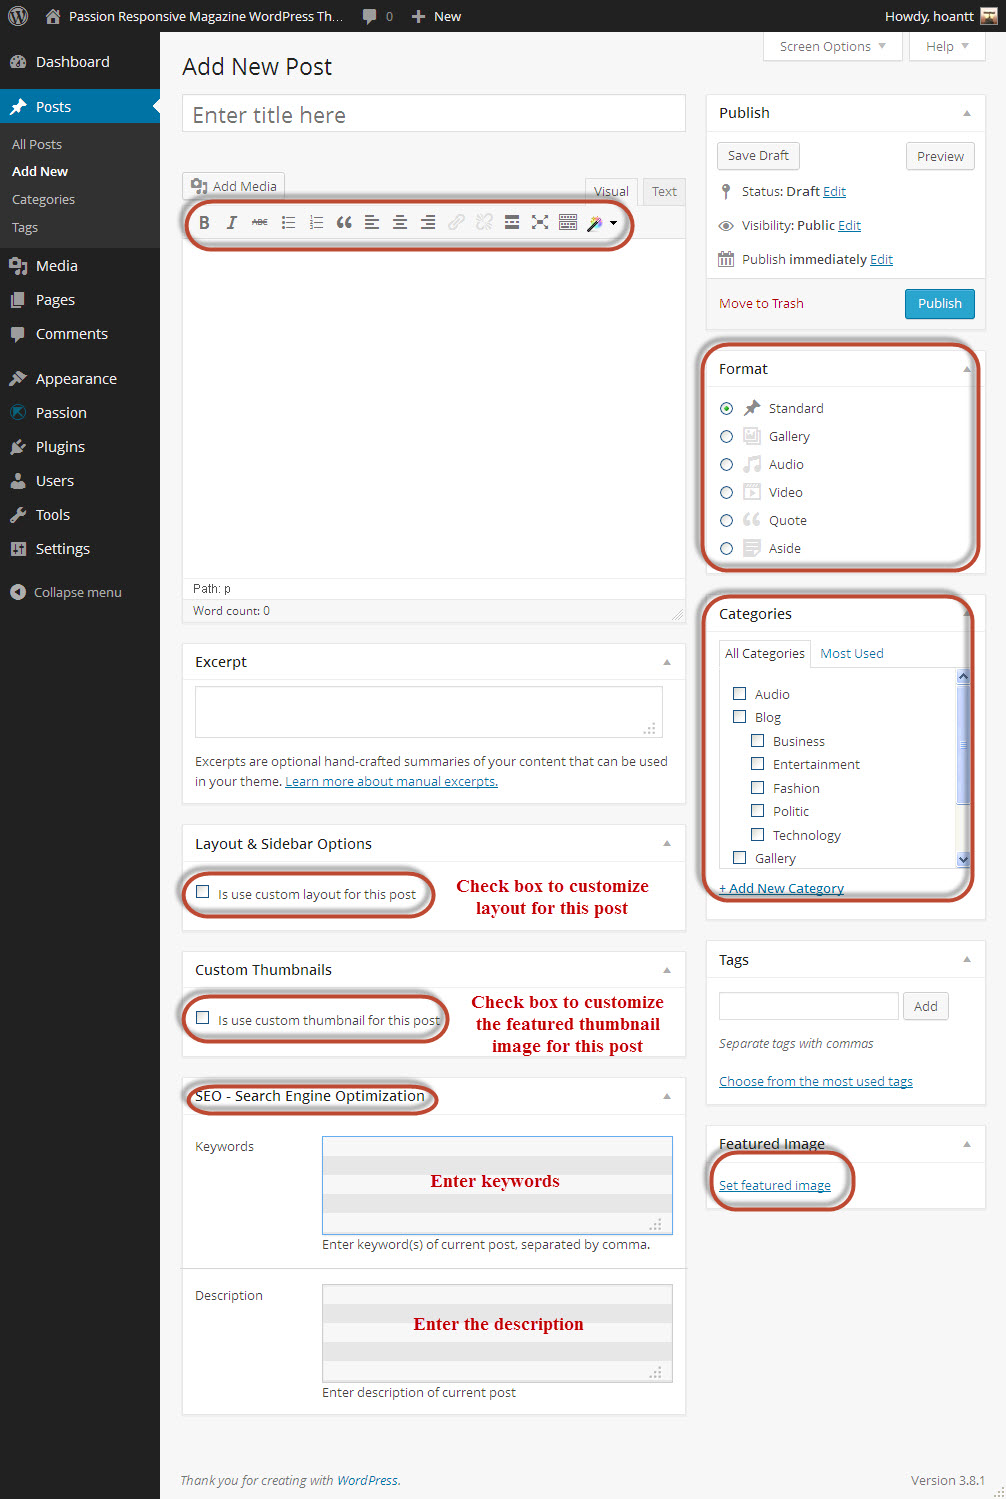 Passion Responsive Magazine WordPress Th...
0
New
Howdy, hoantt
Screen Options
Help
Dashboard
Posts
All Posts
Add New
Categories
Tags
Media
Pages
Comments
Appearance
Passion
Plugins
Users
Tools
Settings
Collapse menu
Add New Post
Enter title here
Add Media
Visual
Text
B I ABC
Path: p
Word count: 0
Excerpt
Excerpts are optional hand-crafted summaries of your content that can be used
in your theme. Learn more about manual excerpts.
Layout & Sidebar Options
Is use custom layout for this post
Check box to customize
layout for this post
Custom Thumbnails
Is use custom thumbnail for this post
Check box to customize
the featured thumbnail
image for this post
SEO - Search Engine Optimization
Keywords
Enter keywords
Enter keyword(s) of current post, separated by comma.
Description
Enter the description
Enter description of current post
Publish
Save Draft
Preview
Status: Draft Edit
Visibility: Public Edit
Publish immediately Edit
Move to Trash
Publish
Format
Standard
Gallery
Audio
Video
Quote
Aside
Categories
All Categories
Most Used
Audio
Blog
Business
Entertainment
Fashion
Politic
Technology
Gallery
+ Add New Category
Tags
Add
Separate tags with commas
Choose from the most used tags
Featured Image
Set featured image
Thank you for creating with WordPress.
Version 3.8.1